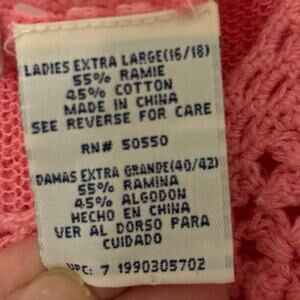 LADIES EXTRA LARGE(16/18)
55% RAMIE
45% COTTON
MADE IN CHINA
SEE REVERSE FOR CARE
RN# 50550
DAMAS EXTRA GRANDE(40/42)
55% RAMINA
45% ALGODON
HECHO EN CHINA
VER AL DORSO PARA
CUIDADO
UPC: 7 1990305702